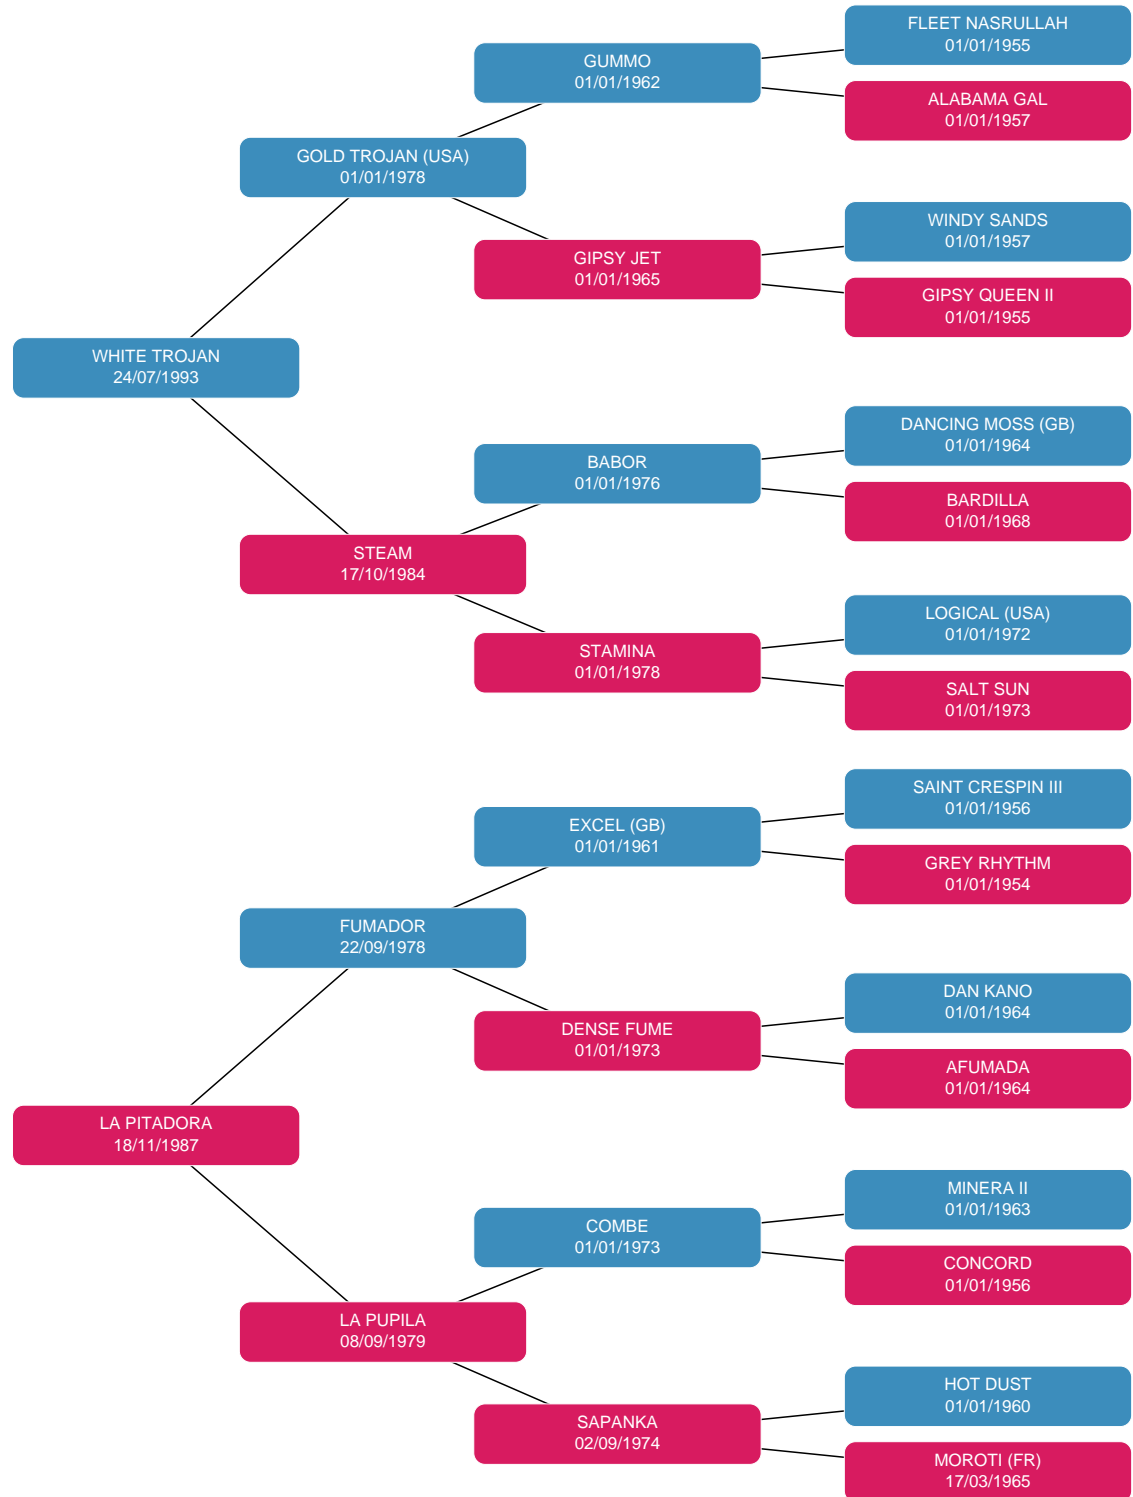 FLEET NASRULLAH
01/01/1955
GUMMO
01/01/1962
ALABAMA GAL
01/01/1957
GOLD TROJAN (USA)
01/01/1978
WINDY SANDS
01/01/1957
GIPSY JET
01/01/1965
GIPSY QUEEN II
01/01/1955
WHITE TROJAN
24/07/1993
DANCING MOSS (GB)
01/01/1964
BABOR
01/01/1976
BARDILLA
01/01/1968
STEAM
17/10/1984
LOGICAL (USA)
01/01/1972
STAMINA
01/01/1978
SALT SUN
01/01/1973
SAINT CRESPIN III
01/01/1956
EXCEL (GB)
01/01/1961
GREY RHYTHM
01/01/1954
FUMADOR
22/09/1978
DAN KANO
01/01/1964
DENSE FUME
01/01/1973
AFUMADA
01/01/1964
LA PITADORA
18/11/1987
MINERA II
01/01/1963
COMBE
01/01/1973
CONCORD
01/01/1956
LA PUPILA
08/09/1979
HOT DUST
01/01/1960
SAPANKA
02/09/1974
MOROTI (FR)
17/03/1965